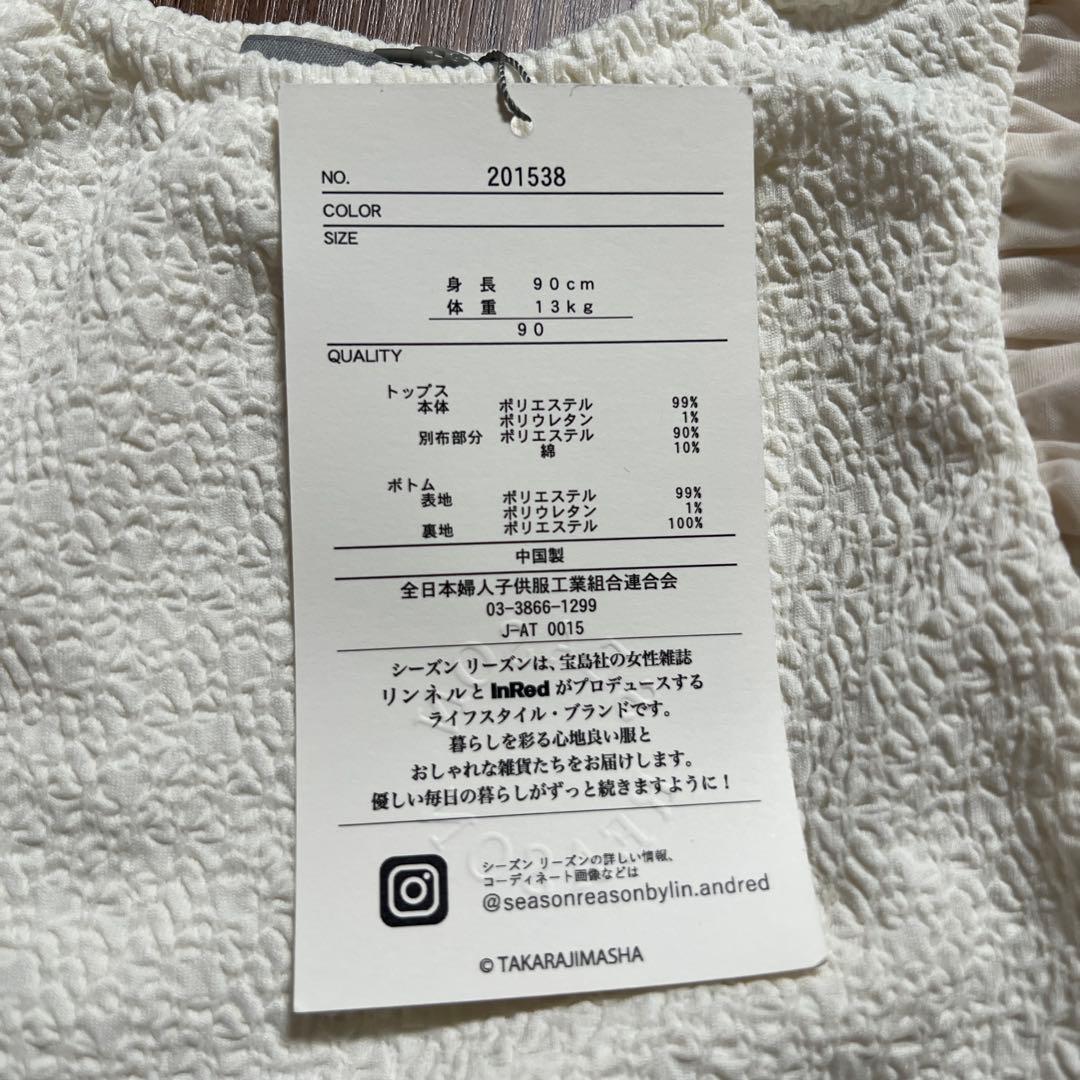 NO. 201538
COLOR
SIZE
身長 90cm
体重 13kg
90
QUALITY
トップス
本体 ポリエステル 99%
ポリウレタン 1%
別布部分 ポリエステル 90%
綿 10%
ボトム
表地 ポリエステル 99%
ポリウレタン 1%
裏地 ポリエステル 100%
中国製
全日本婦人子供服工業組合連合会
03-3866-1299
J-AT 0015
シーズン リーズンは、宝島社の女性雑誌
リンネルと InRed がプロデュースする
ライフスタイル・ブランドです。
暮らしを彩る心地良い服と
おしゃれな雑貨たちをお届けします。
優しい毎日の暮らしがずっと続きますように!
シーズン リーズンの詳しい情報、
コーディネート画像などは
@seasonreasonbylin.andred
© TAKARAJIMASHA